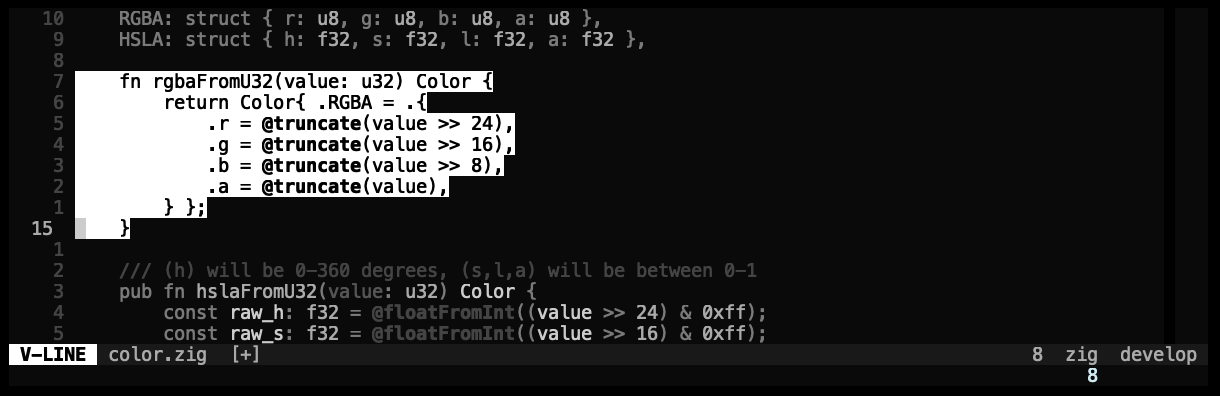 10 RGBA: struct { r: u8, g: u8, b: u8, a: u8 },
9 HSLA: struct { h: f32, s: f32, l: f32, a: f32 },
8
7 fn rgbaFromU32(value: u32) Color {
6 return Color{ .RGBA = .{
5 .r = @truncate(value >> 24),
4 .g = @truncate(value >> 16),
3 .b = @truncate(value >> 8),
2 .a = @truncate(value),
1 } };
15 }
1
2 /// (h) will be 0-360 degrees, (s,l,a) will be between 0-1
3 pub fn hslaFromU32(value: u32) Color {
4 const raw_h: f32 = @floatFromInt((value >> 24) & 0xff);
5 const raw_s: f32 = @floatFromInt((value >> 16) & 0xff);
V-LINE color.zig [+] 8 zig develop
8